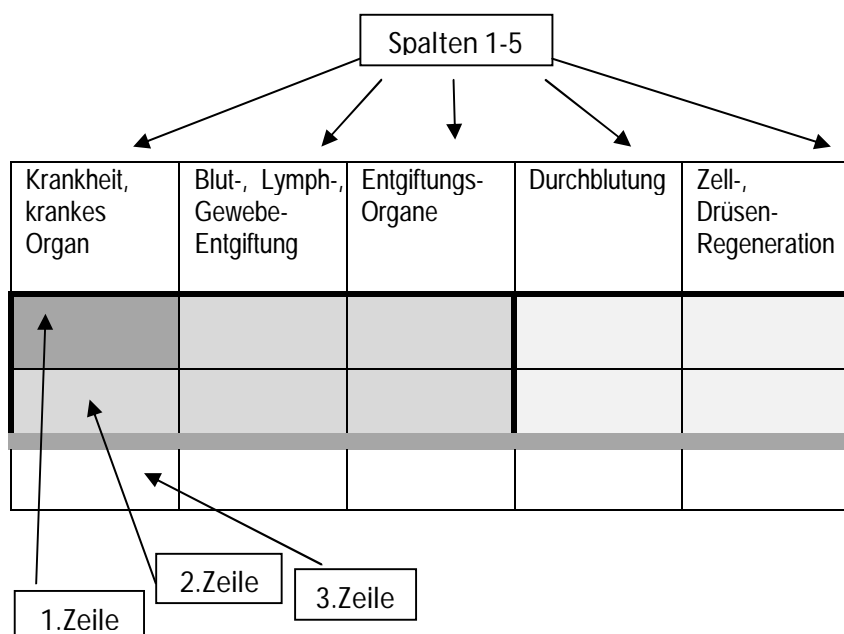 Spalten 1-5
Krankheit,
krankes
Organ
Blut-, Lymph-,
Gewebe-
Entgiftung
Entgiftungs-
Organe
Durchblutung
Zell-,
Drüsen-
Regeneration
2.Zeile
3.Zeile
1.Zeile